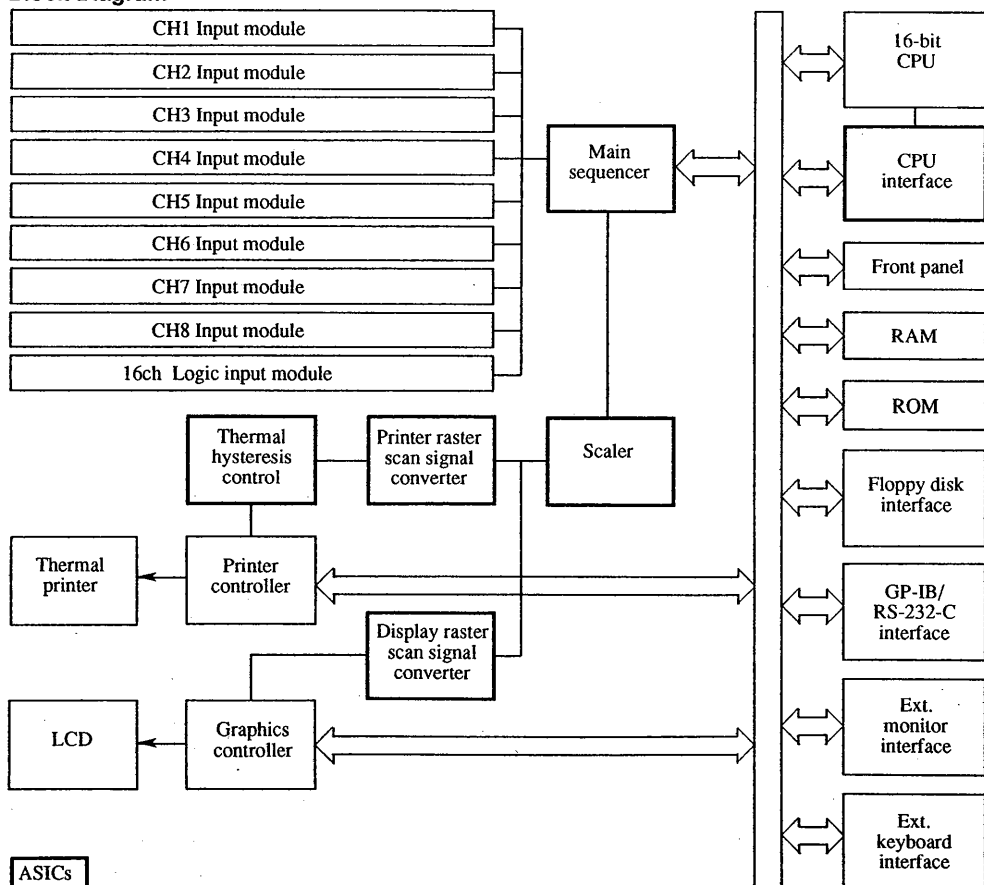 CH1 Input module
CH2 Input module
CH3 Input module
CH4 Input module
CH5 Input module
CH6 Input module
CH7 Input module
CH8 Input module
16ch Logic input module
Main
sequencer
16-bit
CPU
CPU
interface
Front panel
RAM
ROM
Floppy disk
interface
GP-IB/
RS-232-C
interface
Ext.
monitor
interface
Ext.
keyboard
interface
Thermal
hysteresis
control
Printer raster
scan signal
converter
Scaler
Thermal
printer
Printer
controller
Display raster
scan signal
converter
LCD
Graphics
controller
ASICs